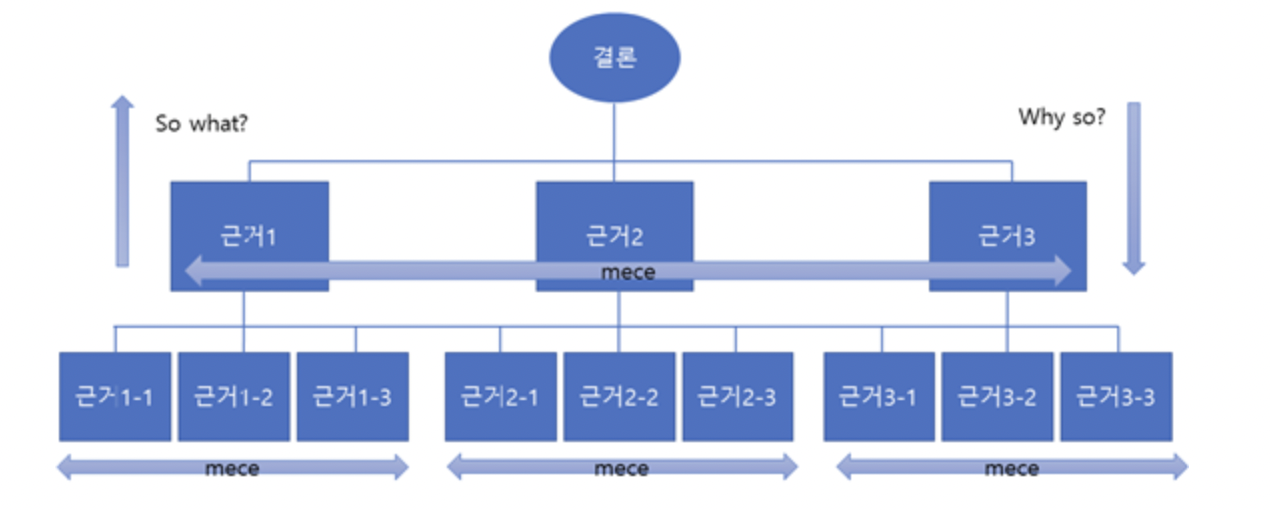 결론
So what?
Why so?
근거1
근거2
근거3
mece
근거1-1
근거1-2
근거1-3
근거2-1
근거2-2
근거2-3
근거3-1
근거3-2
근거3-3
mece
mece
mece